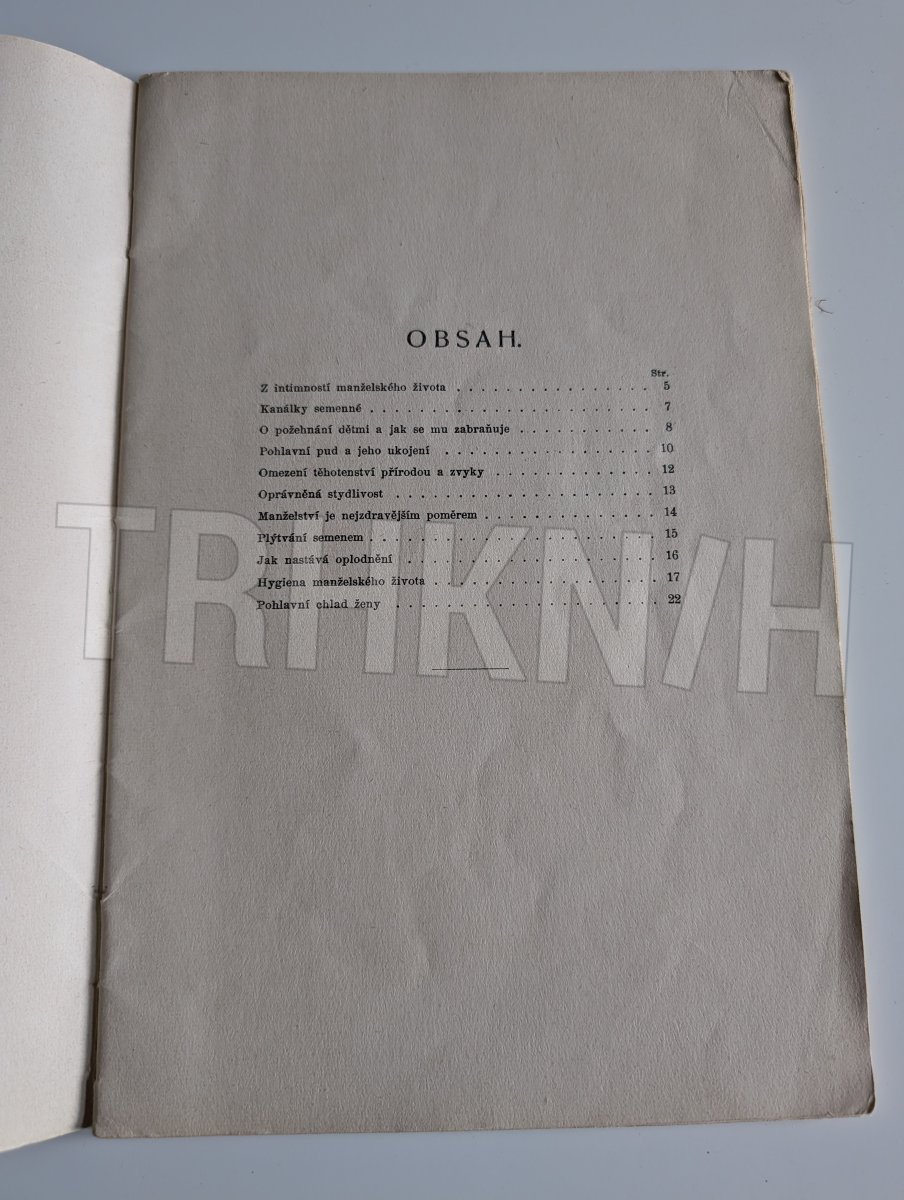 OBSAH.
Str.
Z intimností manželského života . . . . . . . . . . . . . . . . 5
Kanálky semenné . . . . . . . . . . . . . . . . . . . . . . . 7
O požehnání dětmi a jak se mu zabraňuje . . . . . . . . . . . 8
Pohlavní pud a jeho ukojení . . . . . . . . . . . . . . . . . 10
Omezení těhotenství přírodou a zvyky . . . . . . . . . . . . . 12
Oprávněná stydlivost . . . . . . . . . . . . . . . . . . . . . 13
Manželství je nejzdravějším poměrem . . . . . . . . . . . . . . 14
Plýtvání semenem . . . . . . . . . . . . . . . . . . . . . . . 15
Jak nastává oplodnění . . . . . . . . . . . . . . . . . . . . 16
Hygiena manželského života . . . . . . . . . . . . . . . . . . 17
Pohlavní chlad ženy . . . . . . . . . . . . . . . . . . . . . 22
TRHKNIH